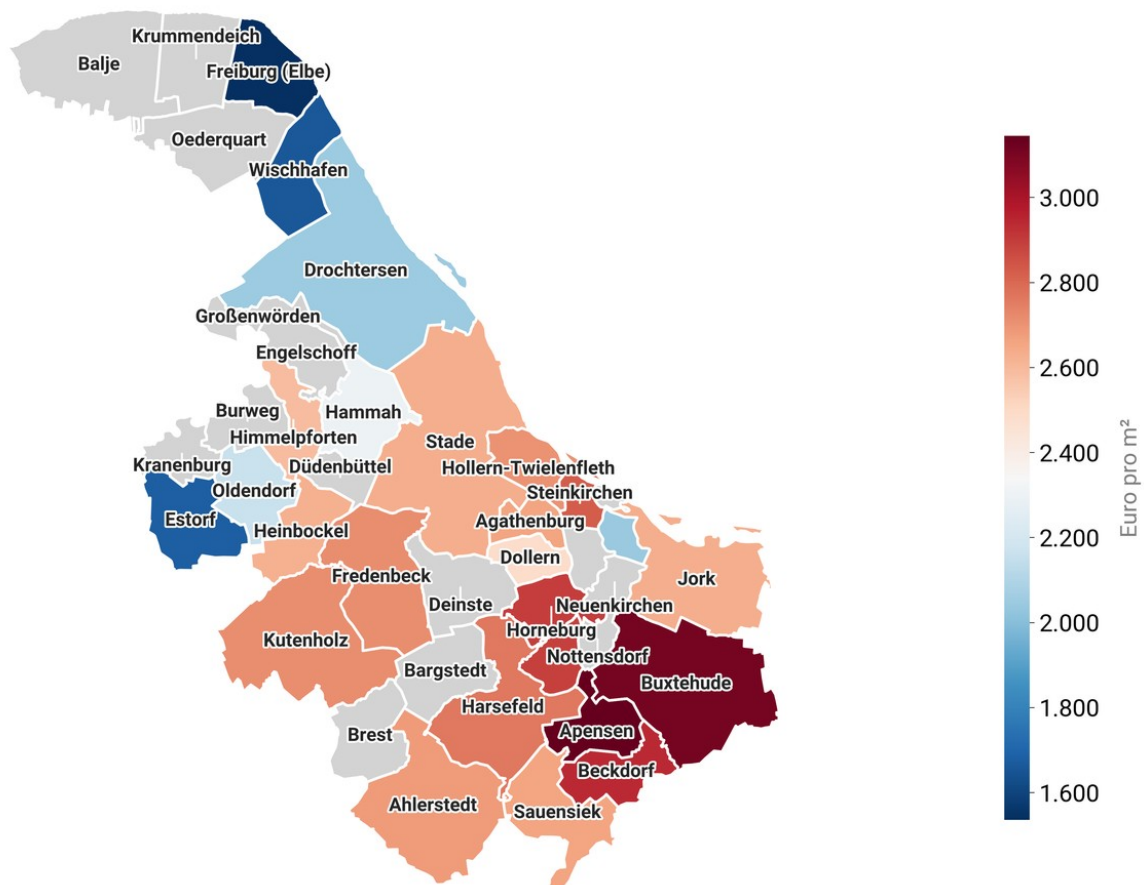 Krummendeich
Balje
Freiburg (Elbe)
Oederquart
Wischhafen
Drochtersen
Großenwörden
Engelschoff
Burweg
Hammah
Himmelpforten
Stade
Kranenburg
Düdenbüttel
Hollern-Twielenfleth
Oldendorf
Steinkirchen
Estorf
Heinbockel
Agathenburg
Dollern
Fredenbeck
Jork
Deinste
Neuenkirchen
Kutenholz
Horneburg
Nottensdorf
Bargstedt
Buxtehude
Harsefeld
Brest
Apensen
Beckdorf
Ahlerstedt
Sauensiek
3.000
2.800
2.600
2.400
2.200
2.000
1.800
1.600
Euro pro m²